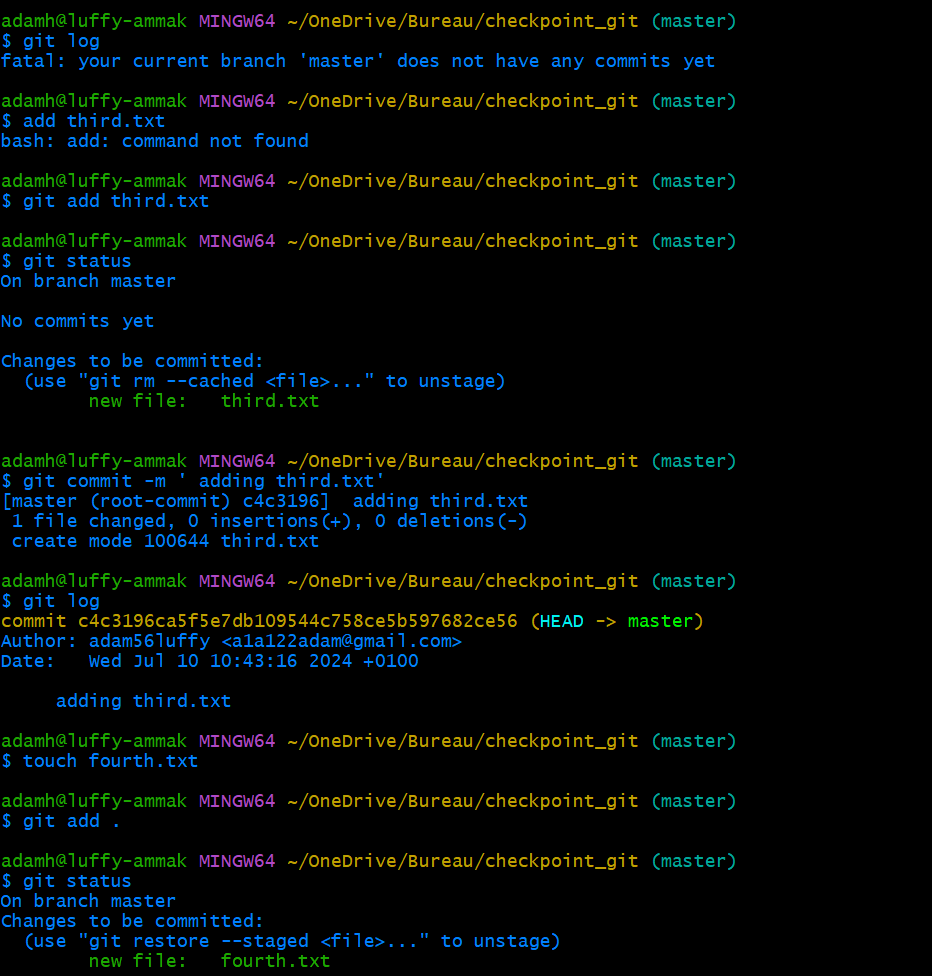 adamh@luffy-ammak MINGW64 ~/OneDrive/Bureau/checkpoint_git (master)
$ git log
fatal: your current branch 'master' does not have any commits yet

adamh@luffy-ammak MINGW64 ~/OneDrive/Bureau/checkpoint_git (master)
$ add third.txt
bash: add: command not found

adamh@luffy-ammak MINGW64 ~/OneDrive/Bureau/checkpoint_git (master)
$ git add third.txt

adamh@luffy-ammak MINGW64 ~/OneDrive/Bureau/checkpoint_git (master)
$ git status
On branch master

No commits yet

Changes to be committed:
  (use "git rm --cached <file>..." to unstage)
        new file:   third.txt


adamh@luffy-ammak MINGW64 ~/OneDrive/Bureau/checkpoint_git (master)
$ git commit -m ' adding third.txt'
[master (root-commit) c4c3196]  adding third.txt
 1 file changed, 0 insertions(+), 0 deletions(-)
 create mode 100644 third.txt

adamh@luffy-ammak MINGW64 ~/OneDrive/Bureau/checkpoint_git (master)
$ git log
commit c4c3196ca5f5e7db109544c758ce5b597682ce56 (HEAD -> master)
Author: adam56luffy <a1a122adam@gmail.com>
Date:   Wed Jul 10 10:43:16 2024 +0100

     adding third.txt

adamh@luffy-ammak MINGW64 ~/OneDrive/Bureau/checkpoint_git (master)
$ touch fourth.txt

adamh@luffy-ammak MINGW64 ~/OneDrive/Bureau/checkpoint_git (master)
$ git add .

adamh@luffy-ammak MINGW64 ~/OneDrive/Bureau/checkpoint_git (master)
$ git status
On branch master
Changes to be committed:
  (use "git restore --staged <file>..." to unstage)
        new file:   fourth.txt